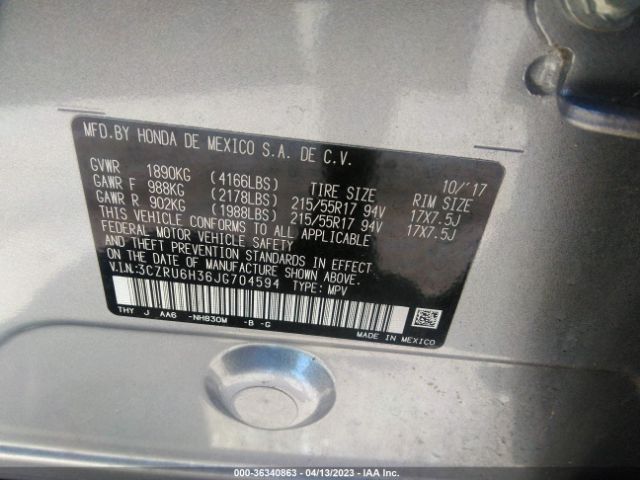 MFD.BY HONDA DE MEXICO S.A. DE C.V.
10/'17
GVWR 1890KG (4166LBS) TIRE SIZE RIM SIZE
GAWR F 988KG (2178LBS) 215/55R17 94V 17X7.5J
GAWR R 902KG (1988LBS) 215/55R17 94V 17X7.5J
THIS VEHICLE CONFORMS TO ALL APPLICABLE
FEDERAL MOTOR VEHICLE SAFETY
AND THEFT PREVENTION STANDARDS IN EFFECT
ON THE DATE OF MANUFACTURE SHOWN ABOVE.
V.I.N.:3CZRU6H36JG704594 TYPE: MPV
THY J AA6 -NH830M -B -G
MADE IN MEXICO
000-36340863 - 04/13/2023 - IAA Inc.